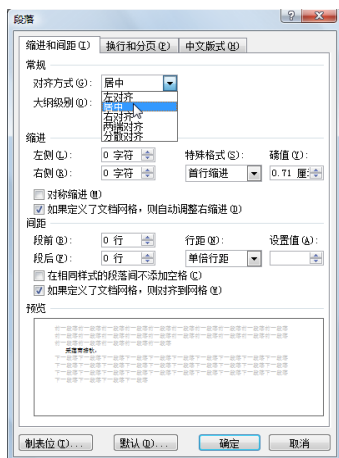 段落
缩进和间距(I) 换行和分页(P) 中文版式(H)
常规
对齐方式(G): 居中
左对齐
大纲级别(O): 居中
右对齐
两端对齐
分散对齐
缩进
左侧(L): 0 字符 特殊格式(S): 磅值(Y):
右侧(R): 0 字符 首行缩进 0.71 厘
对称缩进(M)
如果定义了文档网格，则自动调整右缩进(D)
间距
段前(B): 0 行 行距(N): 设置值(A):
段后(F): 0 行 单倍行距
在相同样式的段落间不添加空格(C)
如果定义了文档网格，则对齐到网格(W)
预览
制表位(T)... 默认(D)... 确定 取消